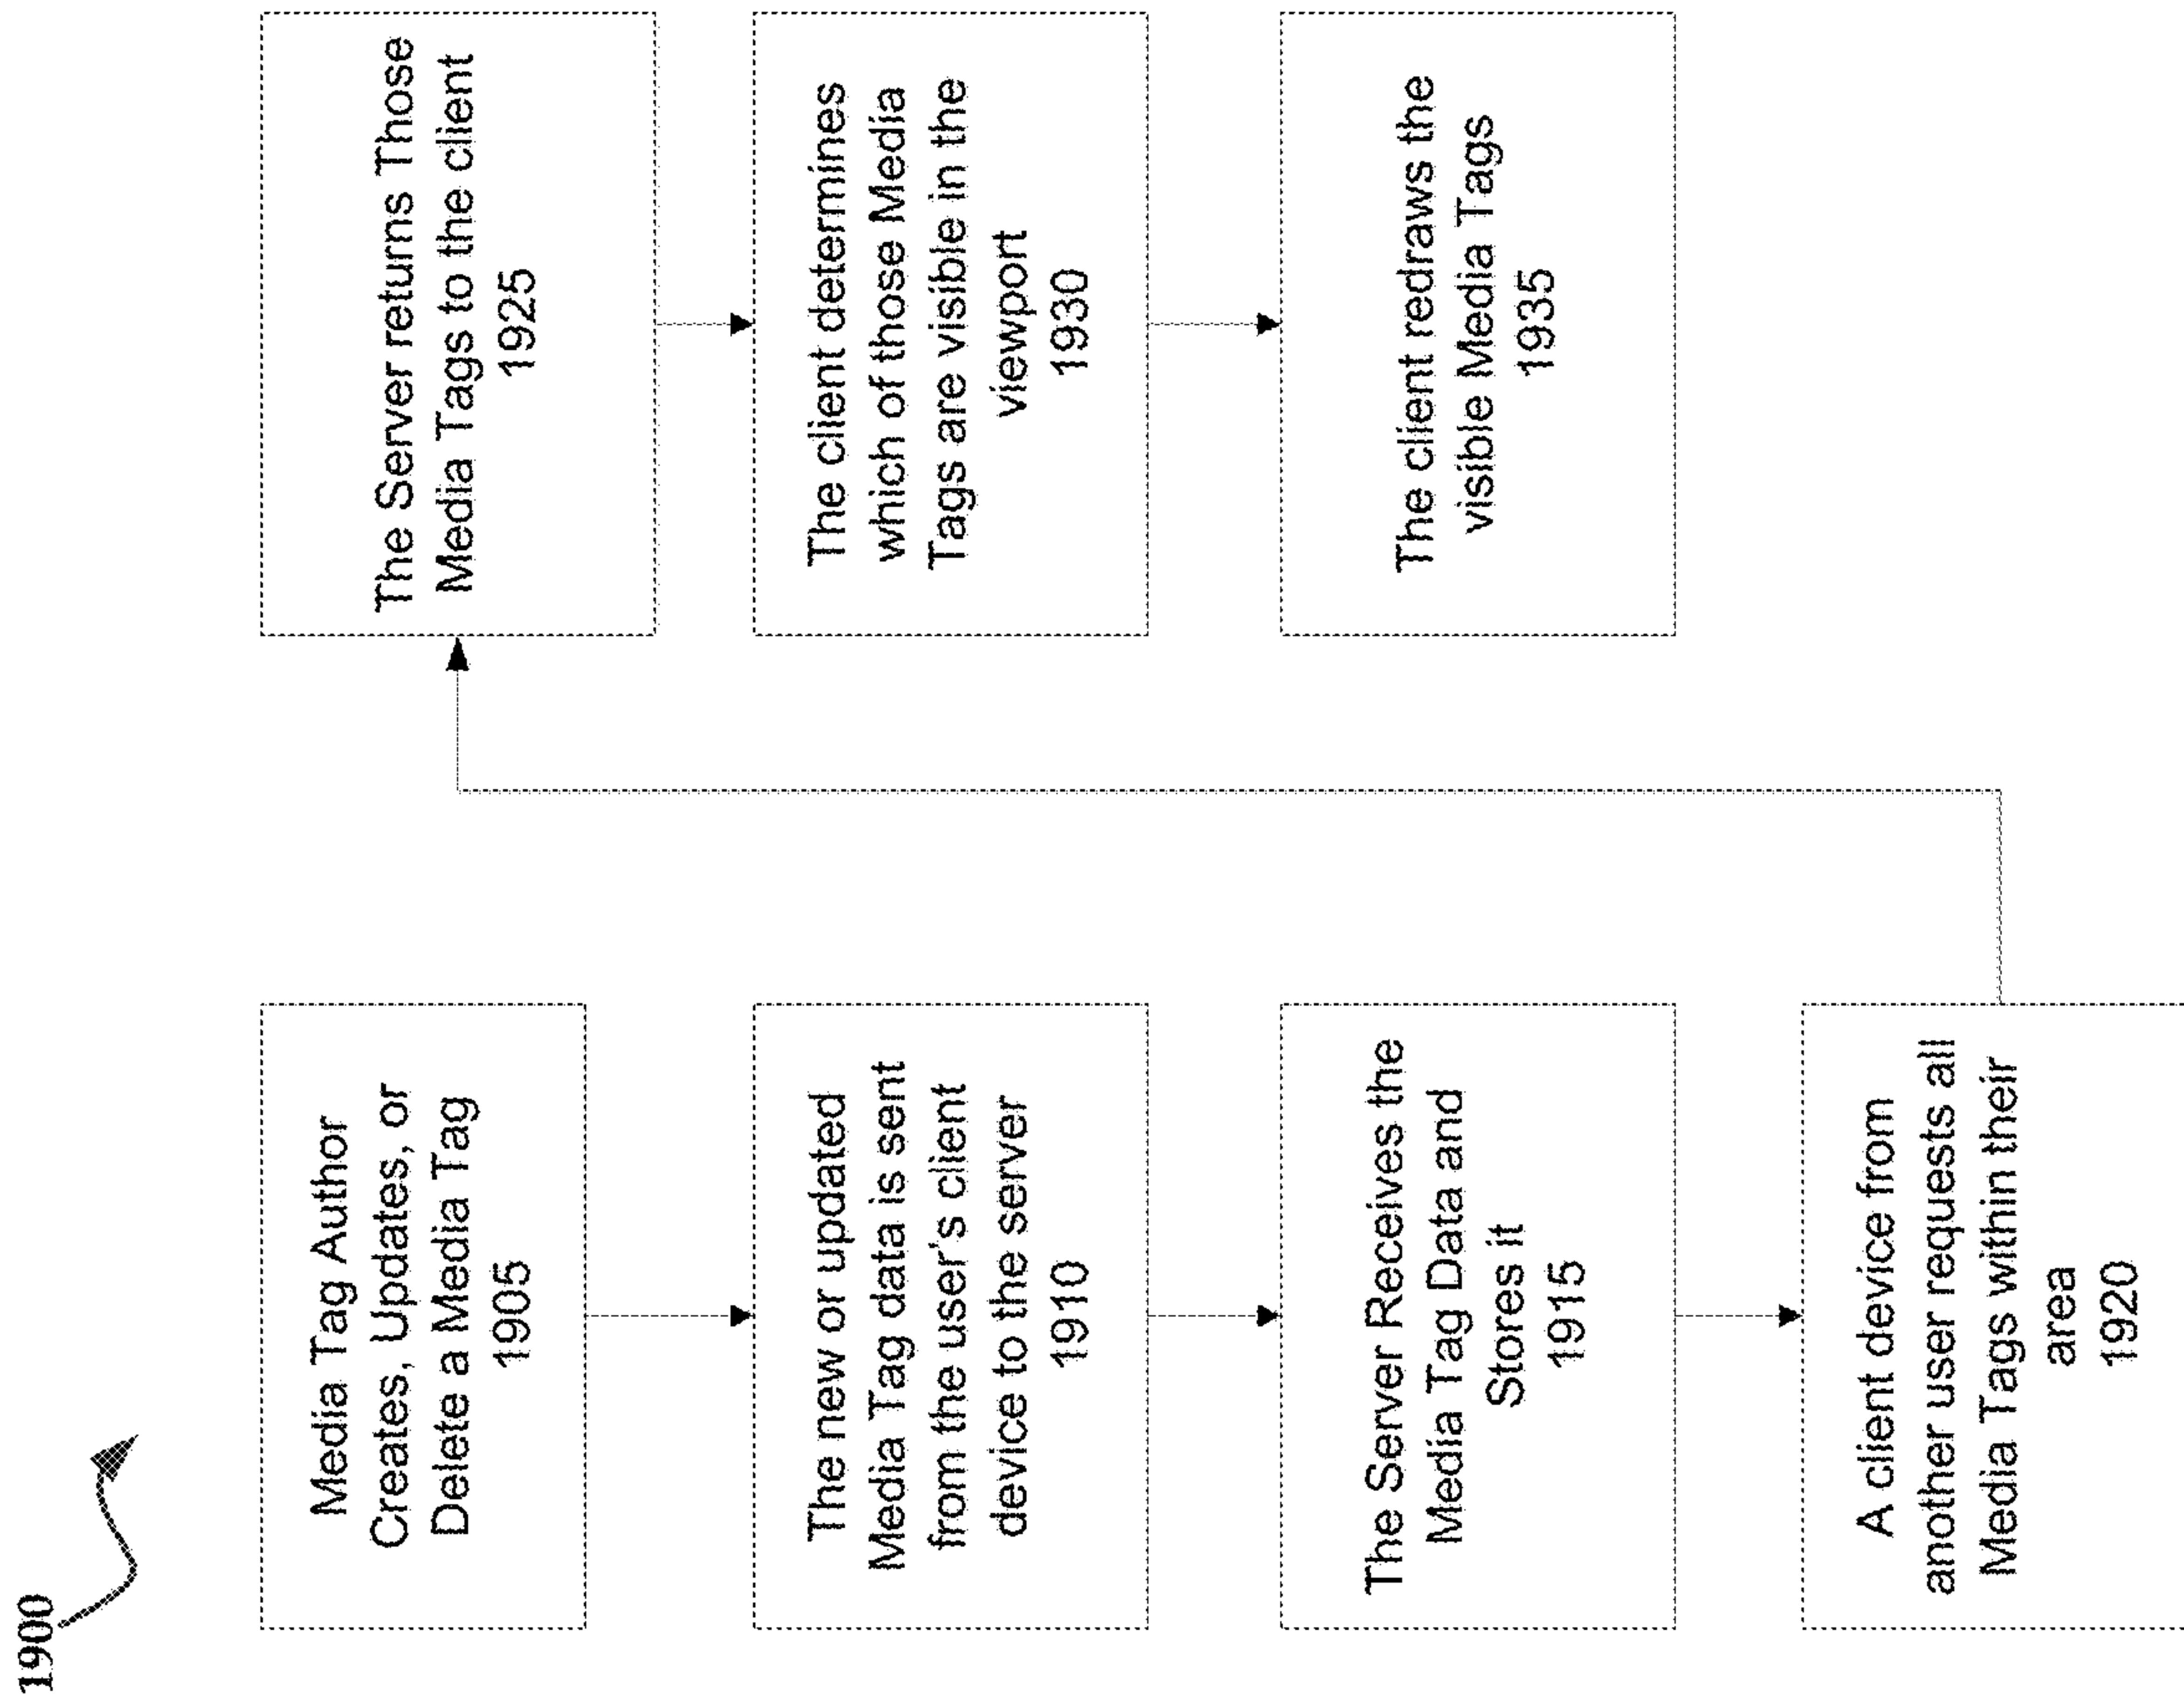 1900
Media Tag Author
Creates, Updates, or
Delete a Media Tag
1905
The new or updated
Media Tag data is sent
from the user's client
device to the server
1910
The Server Receives the
Media Tag Data and
Stores it
1915
A client device from
another user requests all
Media Tags within their
area
1920
The Server returns Those
Media Tags to the client
1925
The client determines
which of those Media
Tags are visible in the
viewport
1930
The client redraws the
visible Media Tags
1935